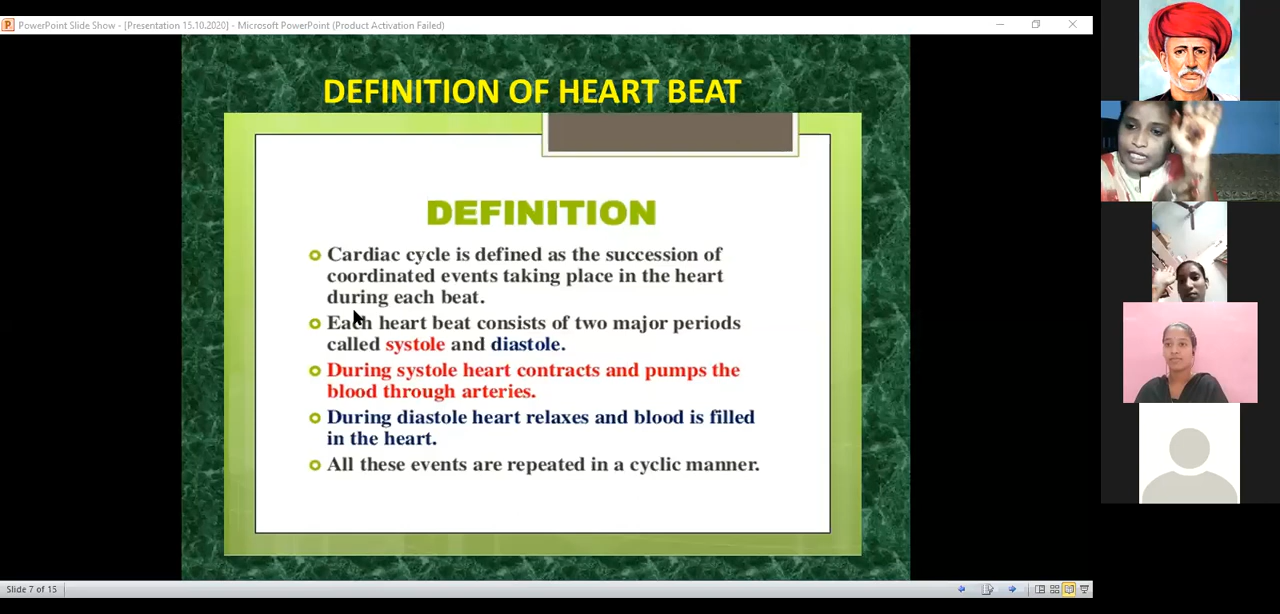 PowerPoint Slide Show - [Presentation 15.10.2020] - Microsoft PowerPoint (Product Activation Failed)
DEFINITION OF HEART BEAT
DEFINITION
Cardiac cycle is defined as the succession of
coordinated events taking place in the heart
during each beat.
Each heart beat consists of two major periods
called systole and diastole.
During systole heart contracts and pumps the
blood through arteries.
During diastole heart relaxes and blood is filled
in the heart.
All these events are repeated in a cyclic manner.
Slide 7 of 15